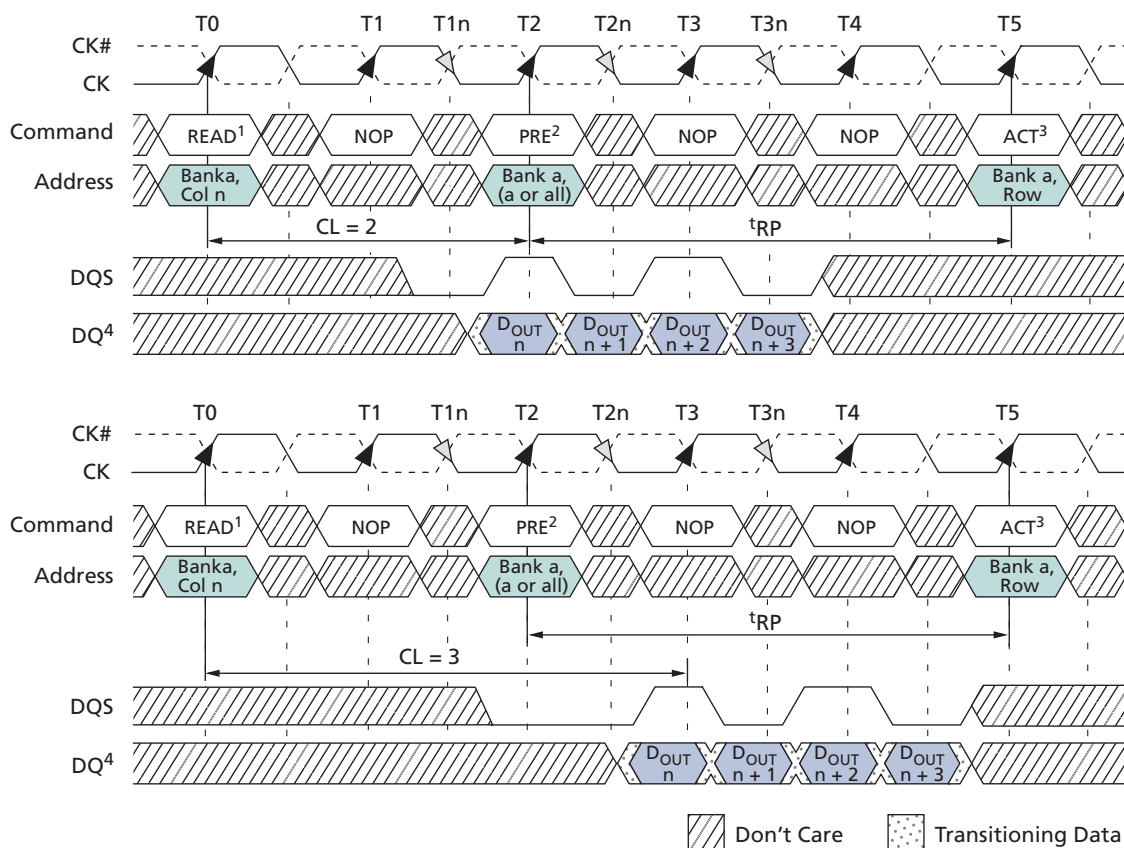 T0 T1 T1n T2 T2n T3 T3n T4 T5
CK#
CK
Command READ¹ NOP PRE² NOP NOP ACT³
Address Banka, Col n Bank a, (a or all) Bank a, Row
CL = 2 ᵗRP
DQS
DQ⁴ DOUT n DOUT n + 1 DOUT n + 2 DOUT n + 3
T0 T1 T1n T2 T2n T3 T3n T4 T5
CK#
CK
Command READ¹ NOP PRE² NOP NOP ACT³
Address Banka, Col n Bank a, (a or all) Bank a, Row
ᵗRP
CL = 3
DQS
DQ⁴ DOUT n DOUT n + 1 DOUT n + 2 DOUT n + 3
Don't Care Transitioning Data